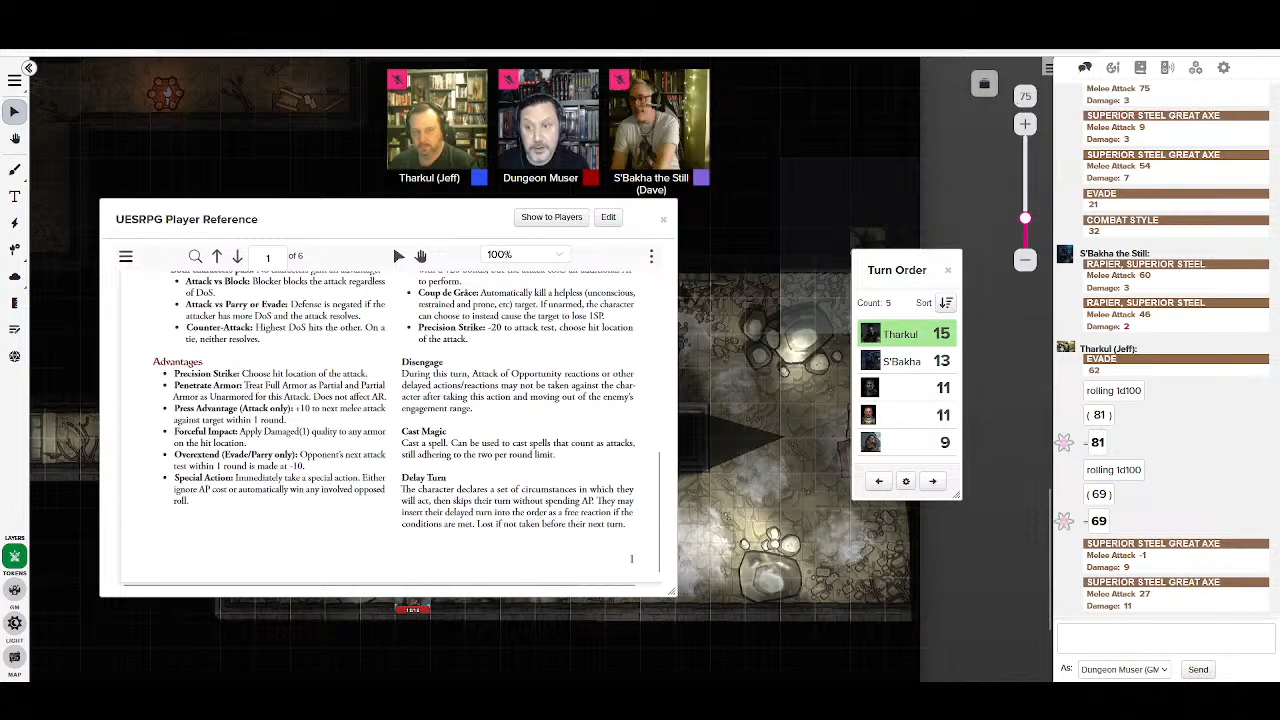 Tharkul (Jeff)
Dungeon Muser
S'Bakha the Still
(Dave)
UESRPG Player Reference
Show to Players
Edit
1
of 6
100%
• Attack vs Block: Blocker blocks the attack regardless
of DoS.
• Attack vs Parry or Evade: Defense is negated if the
attacker has more DoS and the attack resolves.
• Counter-Attack: Highest DoS hits the other. On a
tie, neither resolves.
Advantages
• Precision Strike: Choose hit location of the attack.
• Penetrate Armor: Treat Full Armor as Partial and Partial
Armor as Unarmored for this Attack. Does not affect AR.
• Press Advantage (Attack only): +10 to next melee attack
against target within 1 round.
• Forceful Impact: Apply Damaged(1) quality to any armor
on the hit location.
• Overextend (Evade/Parry only): Opponent's next attack
test within 1 round is made at -10.
• Special Action: Immediately take a special action. Either
ignore AP cost or automatically win any involved opposed
roll.
to perform.
• Coup de Grâce: Automatically kill a helpless (unconscious,
restrained and prone, etc) target. If unarmed, the character
can choose to instead cause the target to lose 1SP.
• Precision Strike: -20 to attack test, choose hit location
of the attack.
Disengage
During this turn, Attack of Opportunity reactions or other
delayed actions/reactions may not be taken against the char-
acter after taking this action and moving out of the enemy's
engagement range.
Cast Magic
Cast a spell. Can be used to cast spells that count as attacks,
still adhering to the two per round limit.
Delay Turn
The character declares a set of circumstances in which they
will act, then skips their turn without spending AP. They may
insert their delayed turn into the order as a free reaction if the
conditions are met. Lost if not taken before their next turn.
1
Turn Order
Count: 5
Sort
Tharkul 15
S'Bakha 13
11
11
9
75
LAYERS
TOKENS
GM
LIGHT
MAP
Melee Attack 75
Damage: 3
SUPERIOR STEEL GREAT AXE
Melee Attack 9
Damage: 3
SUPERIOR STEEL GREAT AXE
Melee Attack 54
Damage: 7
EVADE
21
COMBAT STYLE
32
S'Bakha the Still:
RAPIER, SUPERIOR STEEL
Melee Attack 60
Damage: 3
RAPIER, SUPERIOR STEEL
Melee Attack 46
Damage: 2
Tharkul (Jeff):
EVADE
62
rolling 1d100
( 81 )
= 81
rolling 1d100
( 69 )
= 69
SUPERIOR STEEL GREAT AXE
Melee Attack -1
Damage: 9
SUPERIOR STEEL GREAT AXE
Melee Attack 27
Damage: 11
As:
Dungeon Muser (GM
Send